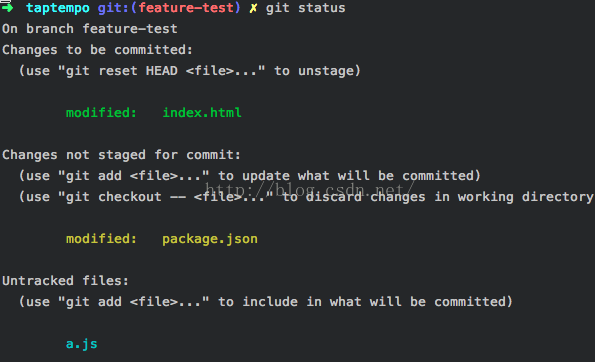 ➜ taptempo git:(feature-test) ✗ git status
On branch feature-test
Changes to be committed:
(use "git reset HEAD <file>..." to unstage)
modified: index.html
Changes not staged for commit:
(use "git add <file>..." to update what will be committed)
http://blog.csdn.net/
(use "git checkout -- <file>..." to discard changes in working directory
modified: package.json
Untracked files:
(use "git add <file>..." to include in what will be committed)
a.js